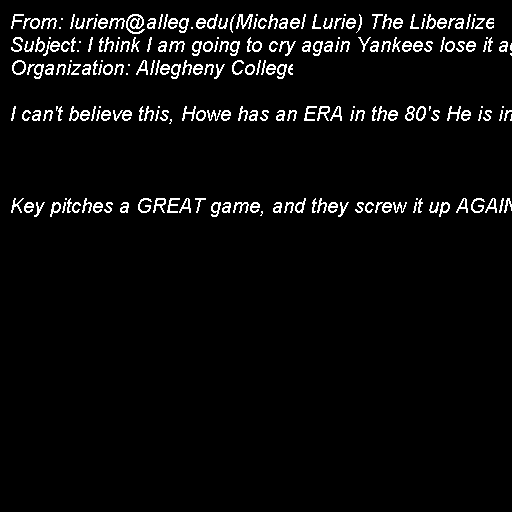 From: luriem@alleg.edu(Michael Lurie) The Liberalize
Subject: I think I am going to cry again Yankees lose it ag
Organization: Allegheny College
I can't believe this, Howe has an ERA in the 80's He is in
Key pitches a GREAT game, and they screw it up AGAIN